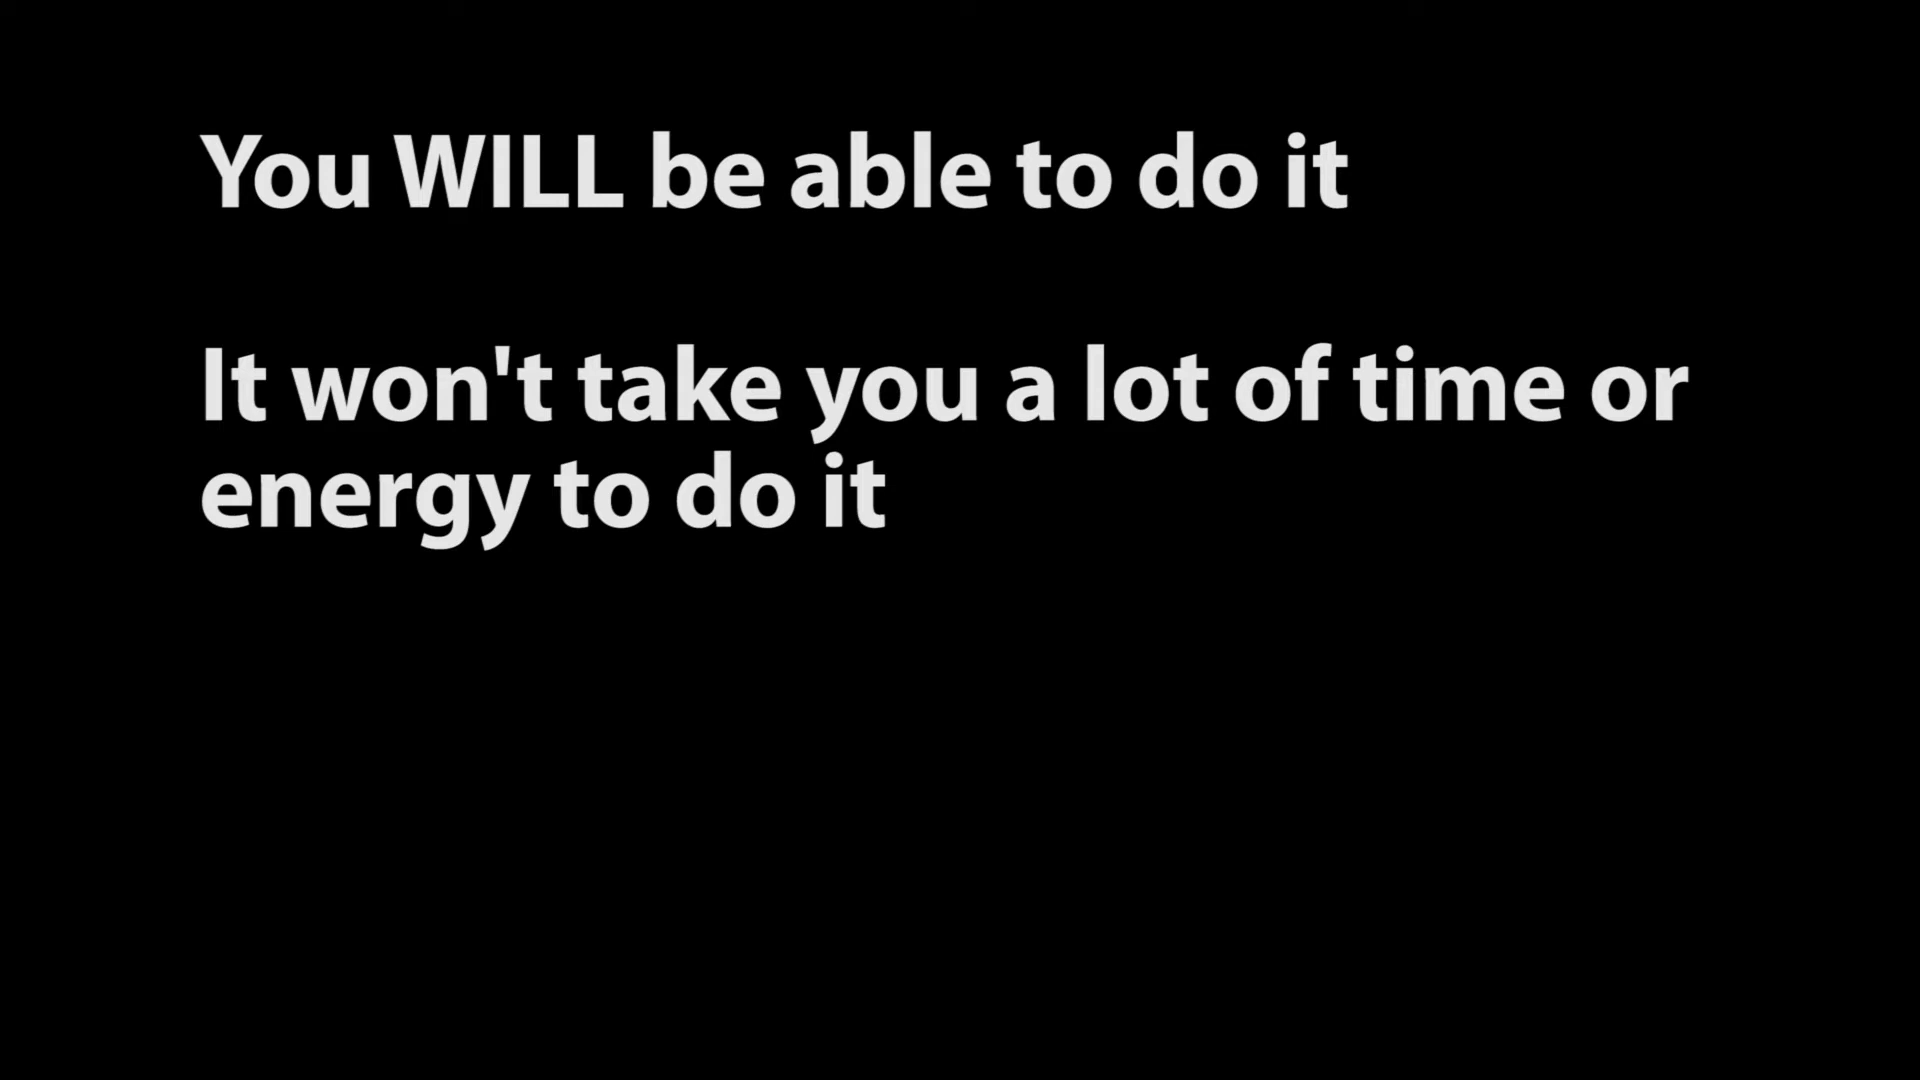 You WILL be able to do it
It won't take you a lot of time or
energy to do it